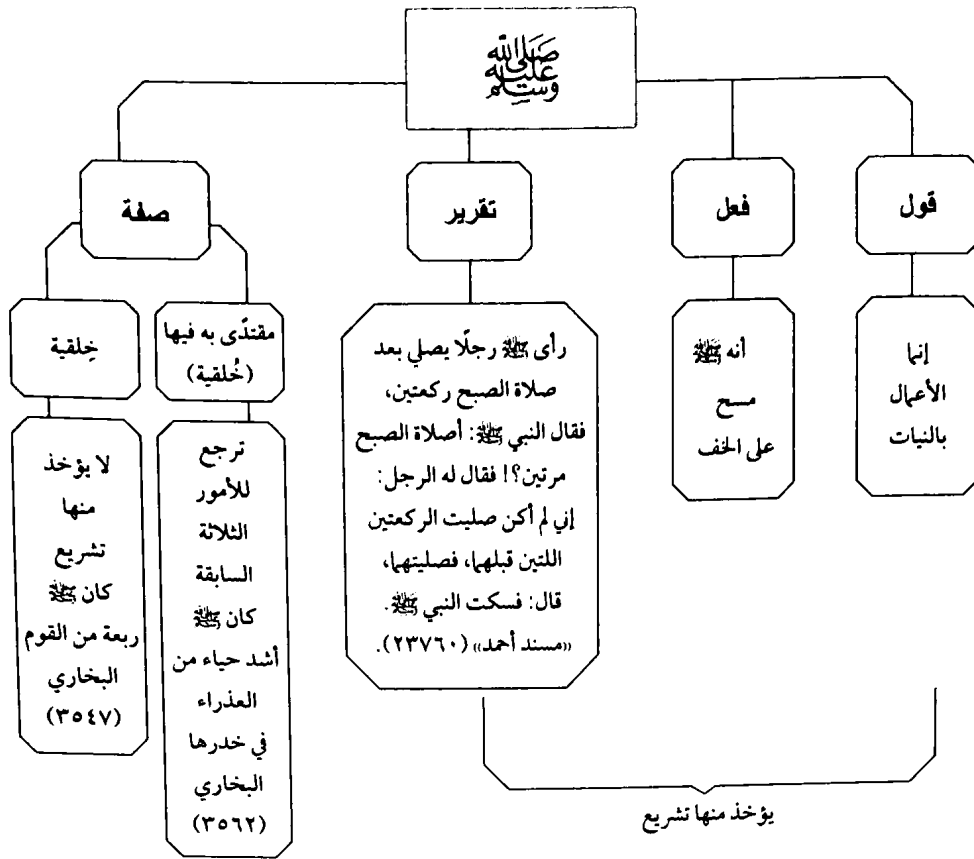 صلى الله عليه وسلم
قول
فعل
تقرير
صفة
إنما
الأعمال
بالنيات
أنه ﷺ
مسح
على الخف
رأى ﷺ رجلًا يصلي بعد
صلاة الصبح ركعتين،
فقال النبي ﷺ: أصلاة الصبح
مرتين؟! فقال له الرجل:
إني لم أكن صليت الركعتين
اللتين قبلهما، فصليتهما،
قال: فسكت النبي ﷺ.
«مسند أحمد» (٢٣٧٦٠).
مقتدًى به فيها
(خُلقية)
ترجع
للأمور
الثلاثة
السابقة
كان ﷺ
أشد حياء من
العذراء
في خدرها
البخاري
(٣٥٦٢)
خِلقية
لا يؤخذ
منها
تشريع
كان ﷺ
ربعة من القوم
البخاري
(٣٥٤٧)
يؤخذ منها تشريع